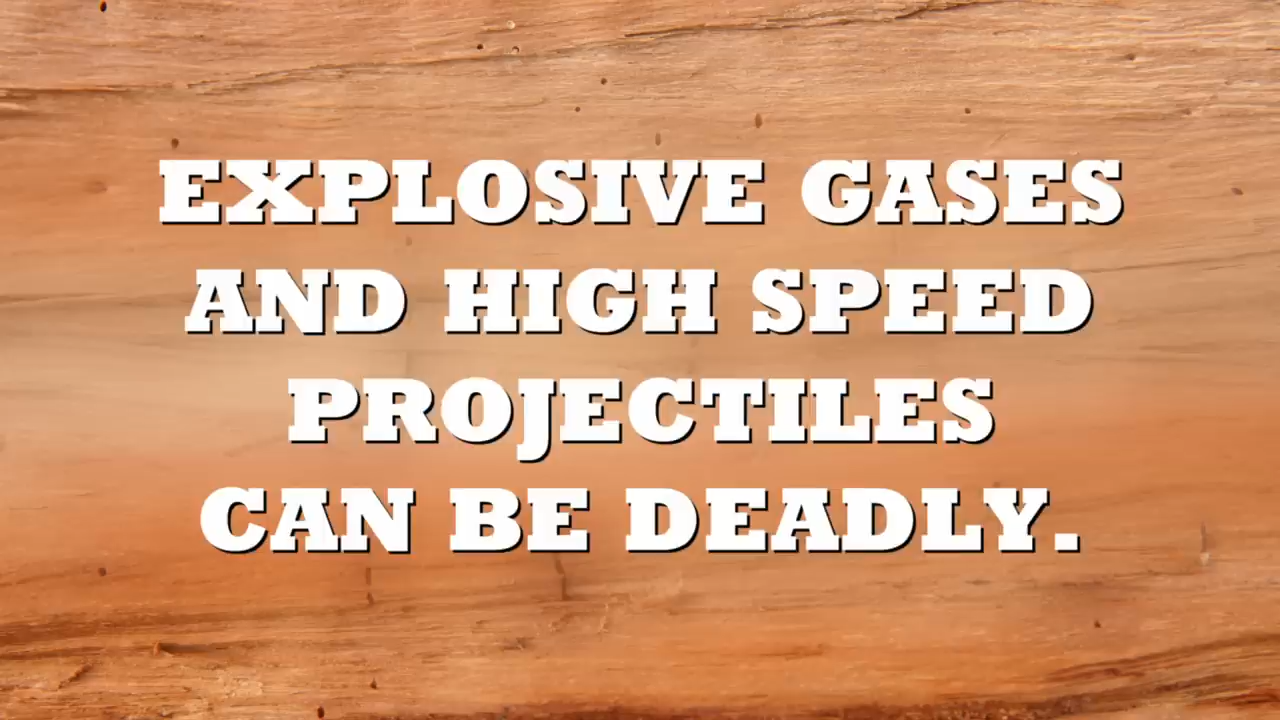 EXPLOSIVE GASES
AND HIGH SPEED
PROJECTILES
CAN BE DEADLY.